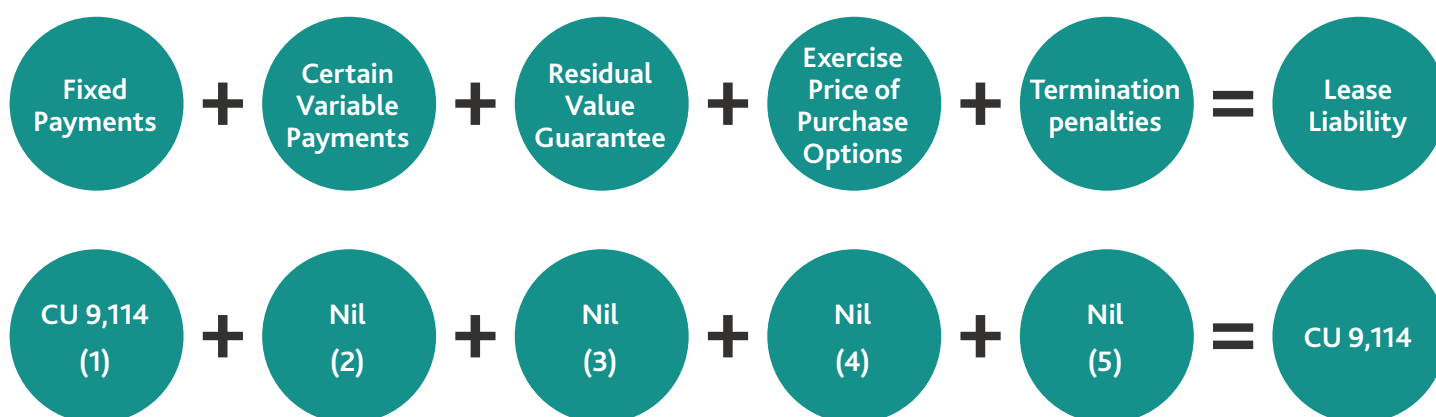 Fixed
Payments
+
Certain
Variable
Payments
+
Residual
Value
Guarantee
+
Exercise
Price of
Purchase
Options
+
Termination
penalties
=
Lease
Liability
CU 9,114
(1)
+
Nil
(2)
+
Nil
(3)
+
Nil
(4)
+
Nil
(5)
=
CU 9,114